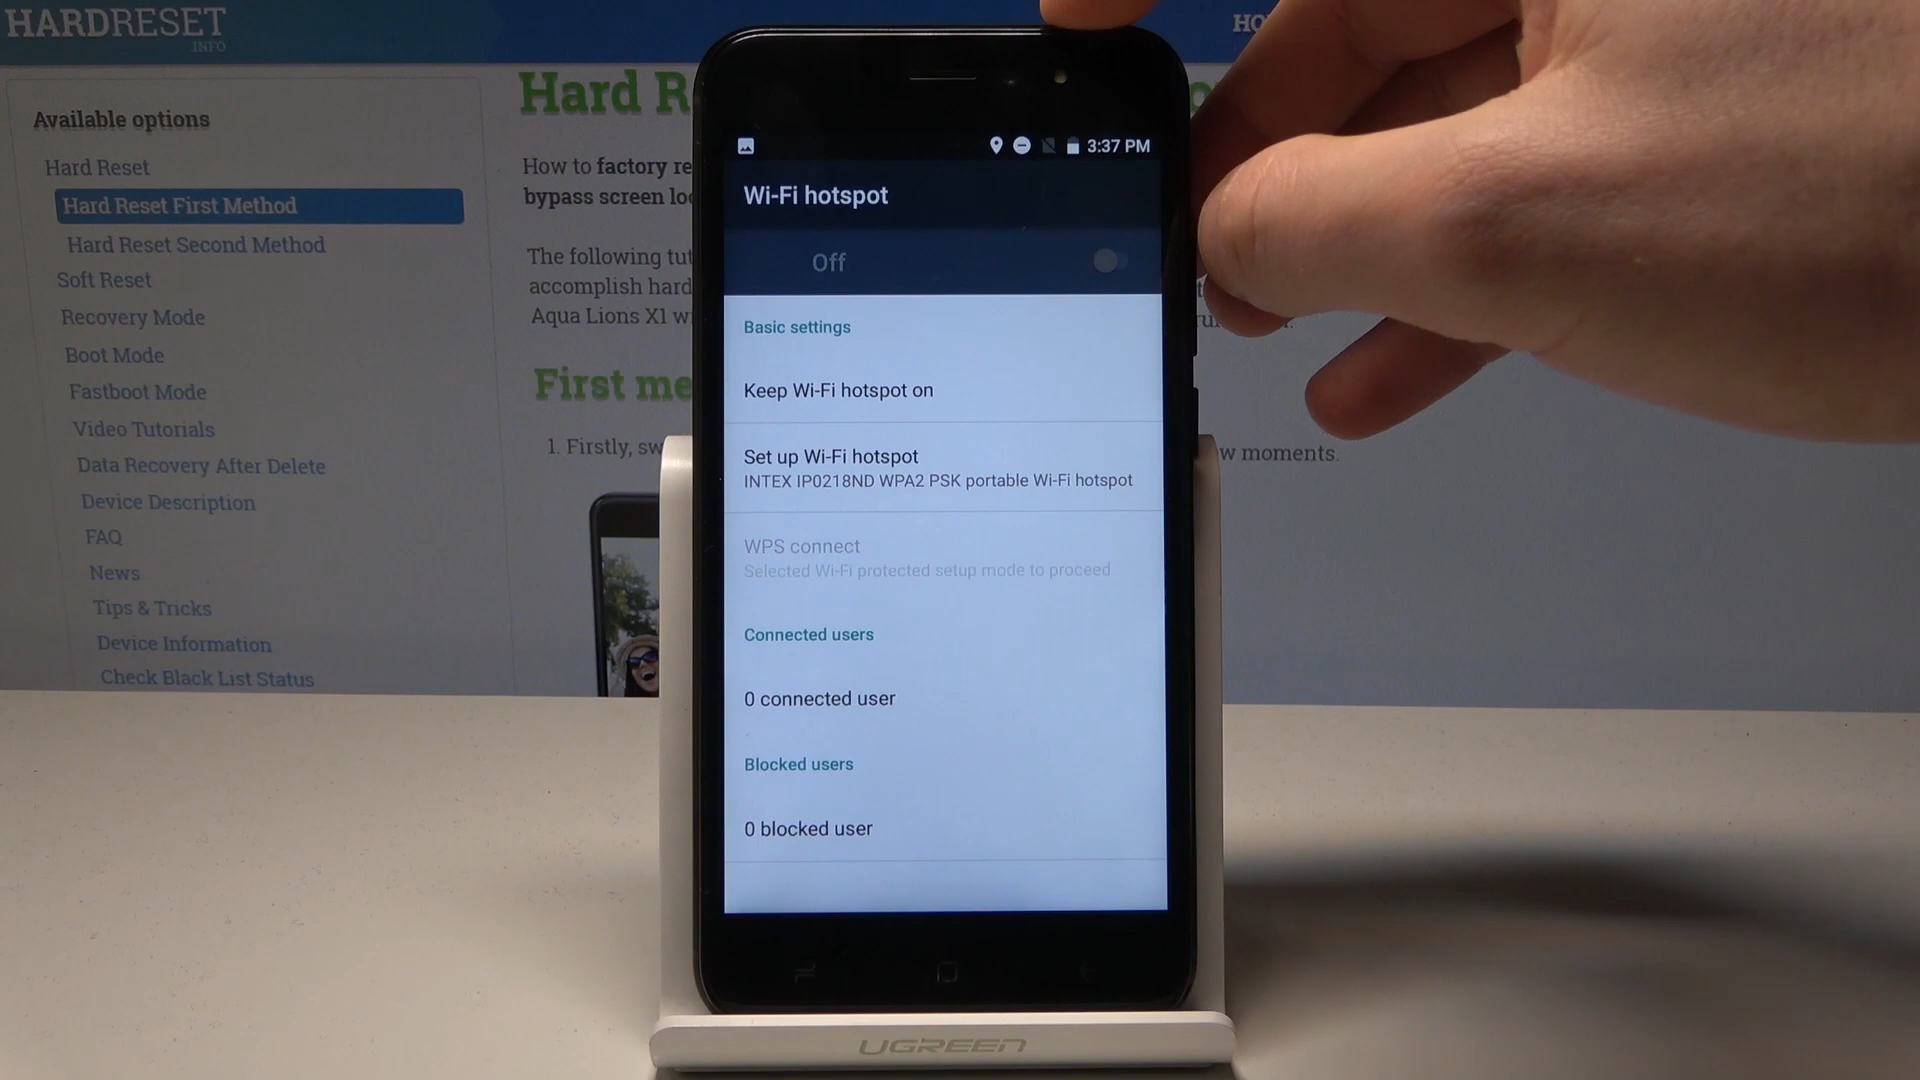 HARDRESET
.INFO
Available options
Hard Reset
Hard Reset First Method
Hard Reset Second Method
Soft Reset
Recovery Mode
Boot Mode
Fastboot Mode
Video Tutorials
Data Recovery After Delete
Device Description
FAQ
News
Tips & Tricks
Device Information
Check Black List Status
Hard R
How to factory re
bypass screen lo
The following tut
accomplish hard
Aqua Lions X1 w
First me
1. Firstly, sw
w moments.
3:37 PM
Wi-Fi hotspot
Off
Basic settings
Keep Wi-Fi hotspot on
Set up Wi-Fi hotspot
INTEX IP0218ND WPA2 PSK portable Wi-Fi hotspot
WPS connect
Selected Wi-Fi protected setup mode to proceed
Connected users
0 connected user
Blocked users
0 blocked user
UGREEN